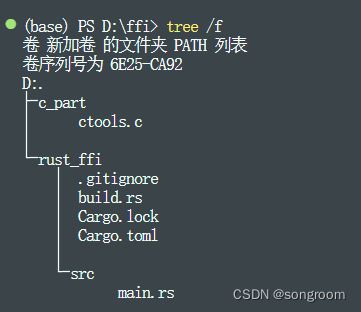 (base) PS D:\ffi> tree /f
卷 新加卷 的文件夹 PATH 列表
卷序列号为 6E25-CA92
D:.
├─c_part
│      ctools.c
│
└─rust_ffi
    │  .gitignore
    │  build.rs
    │  Cargo.lock
    │  Cargo.toml
    │
    └─src
            main.rs
CSDN @songroom